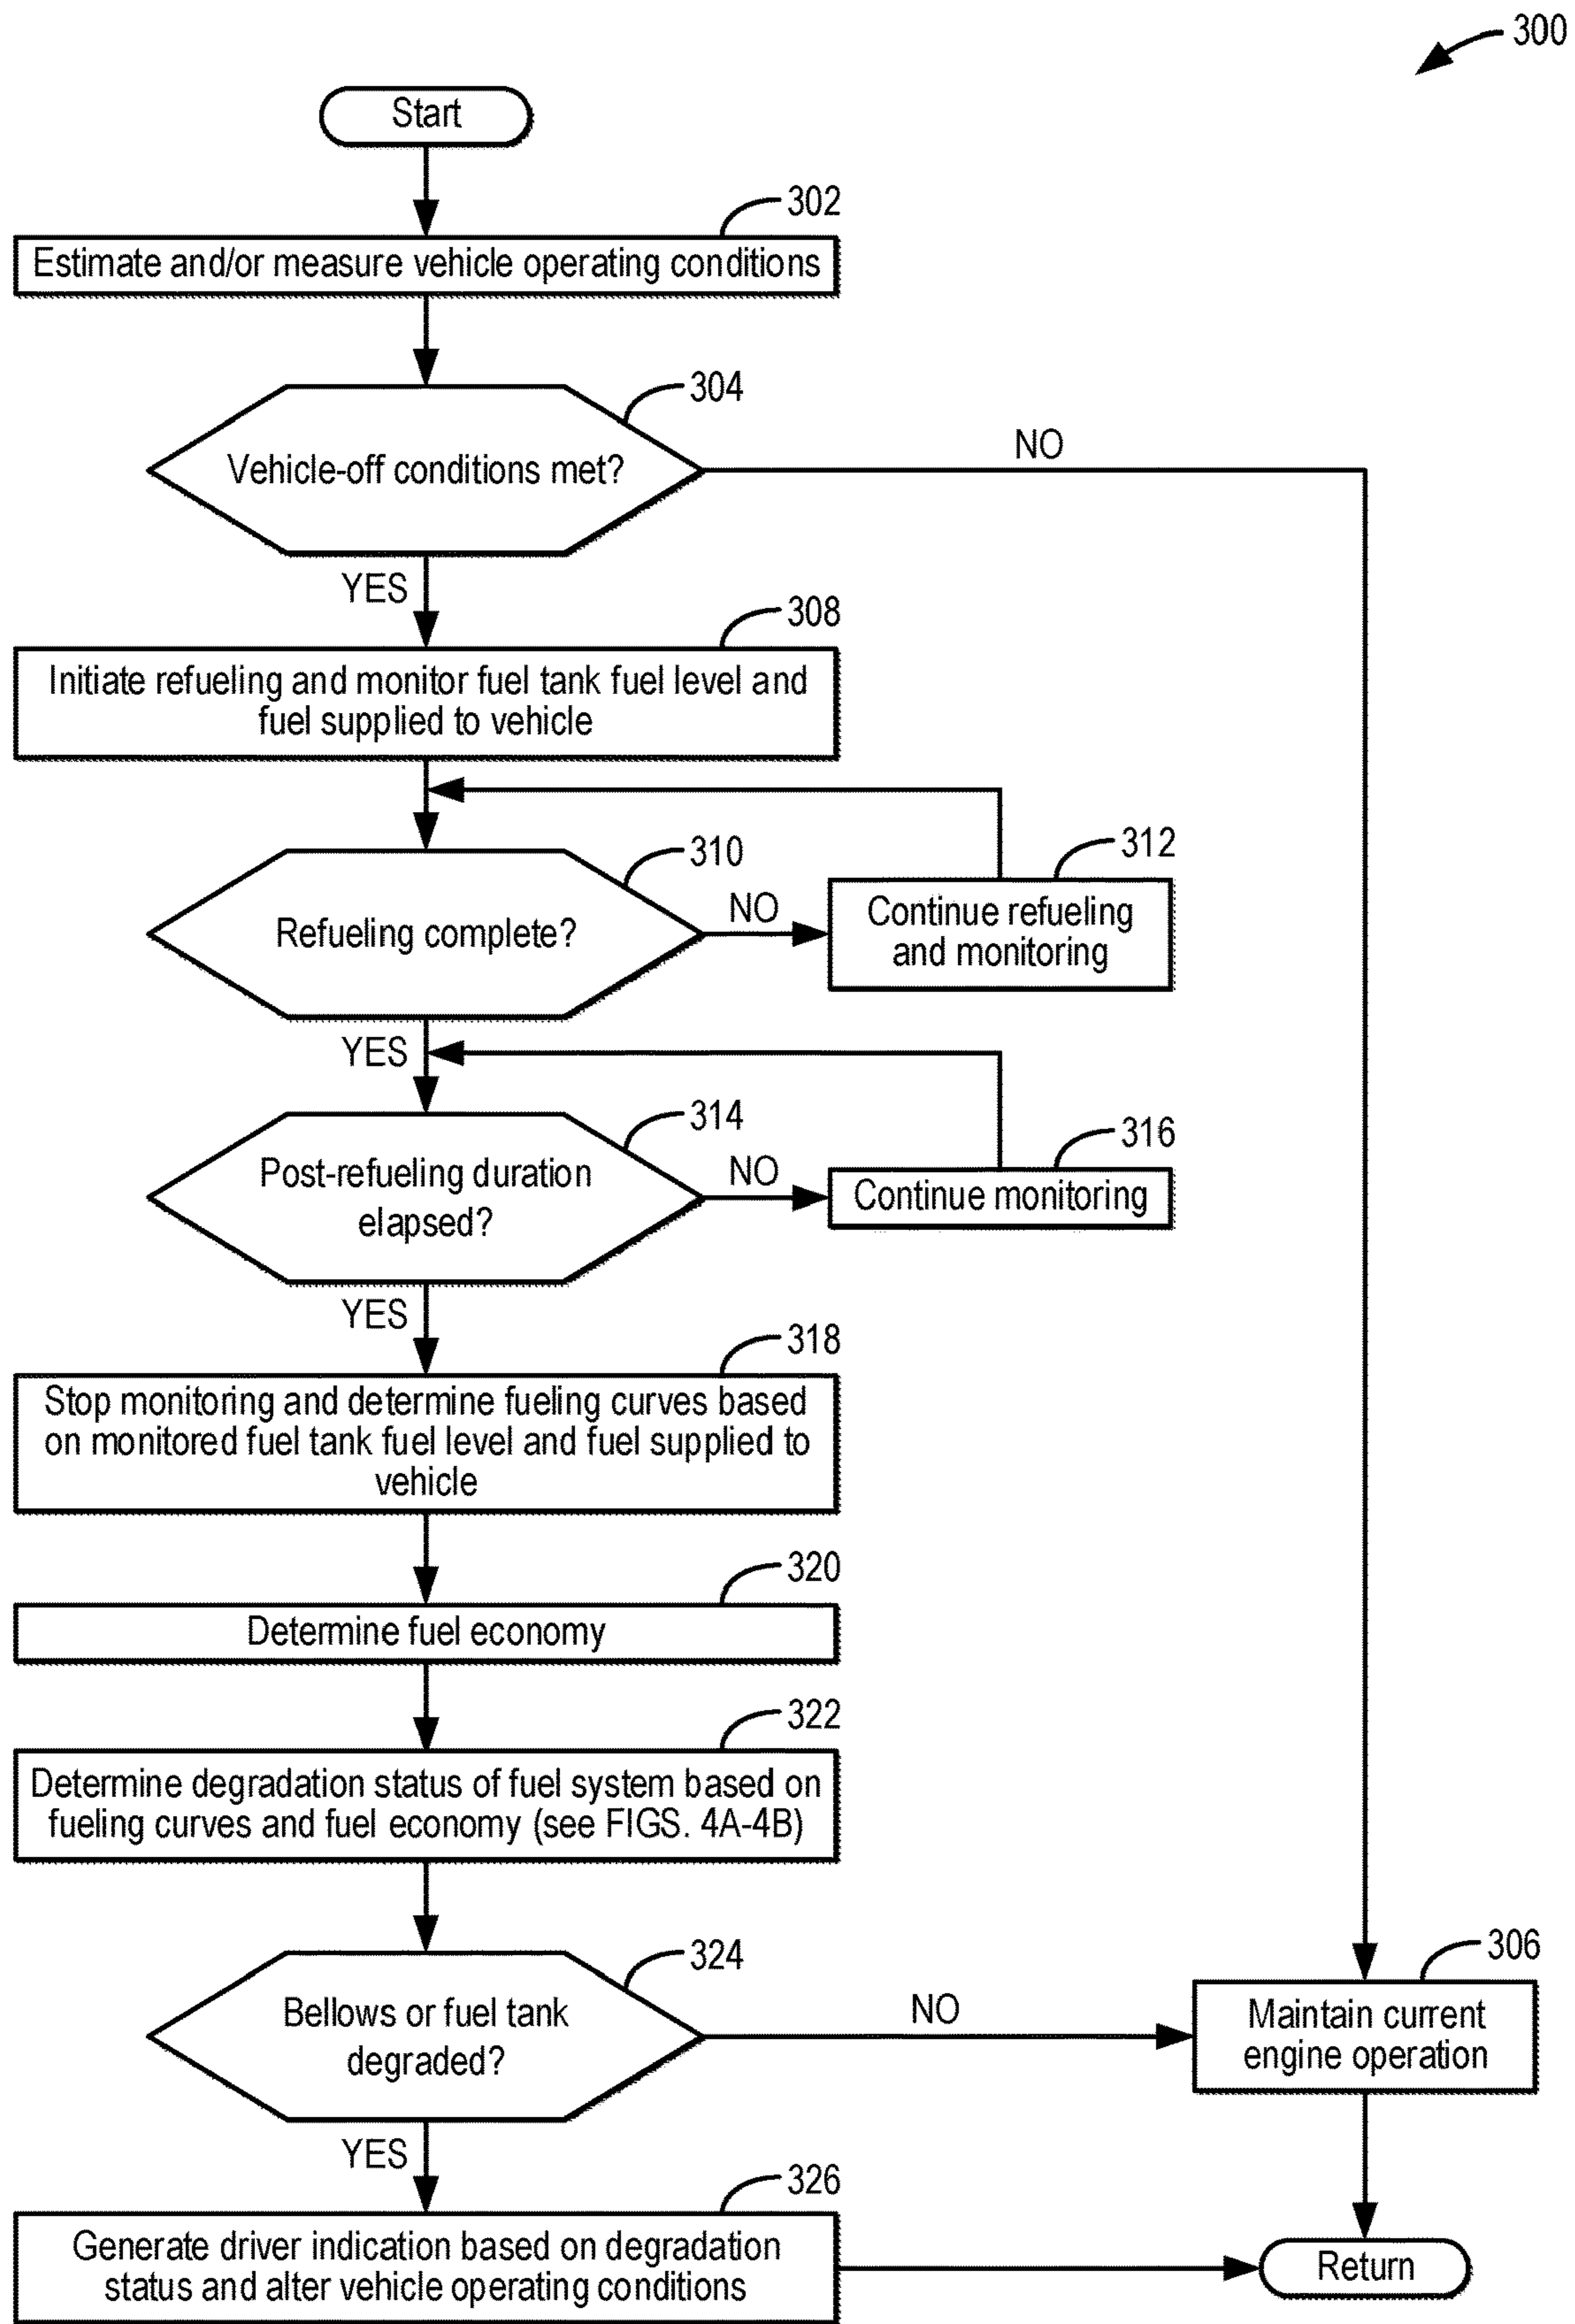 300
Start
302
Estimate and/or measure vehicle operating conditions
304
Vehicle-off conditions met?
NO
YES
308
Initiate refueling and monitor fuel tank fuel level and
fuel supplied to vehicle
310
Refueling complete?
NO
312
Continue refueling
and monitoring
YES
314
Post-refueling duration
elapsed?
NO
316
Continue monitoring
YES
318
Stop monitoring and determine fueling curves based
on monitored fuel tank fuel level and fuel supplied to
vehicle
320
Determine fuel economy
322
Determine degradation status of fuel system based on
fueling curves and fuel economy (see FIGS. 4A-4B)
324
Bellows or fuel tank
degraded?
NO
306
Maintain current
engine operation
YES
326
Generate driver indication based on degradation
status and alter vehicle operating conditions
Return